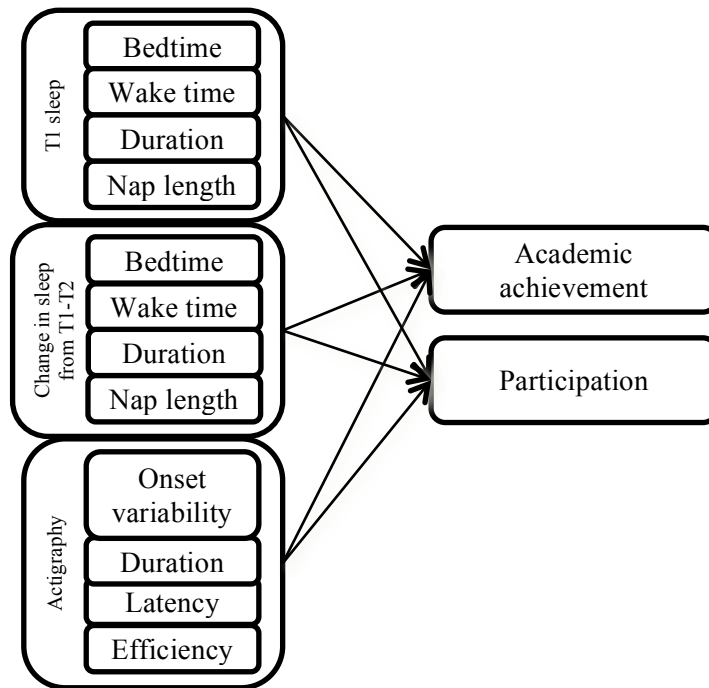 T1 sleep
Bedtime
Wake time
Duration
Nap length
Change in sleep
from T1-T2
Bedtime
Wake time
Duration
Nap length
Actigraphy
Onset
variability
Duration
Latency
Efficiency
Academic
achievement
Participation